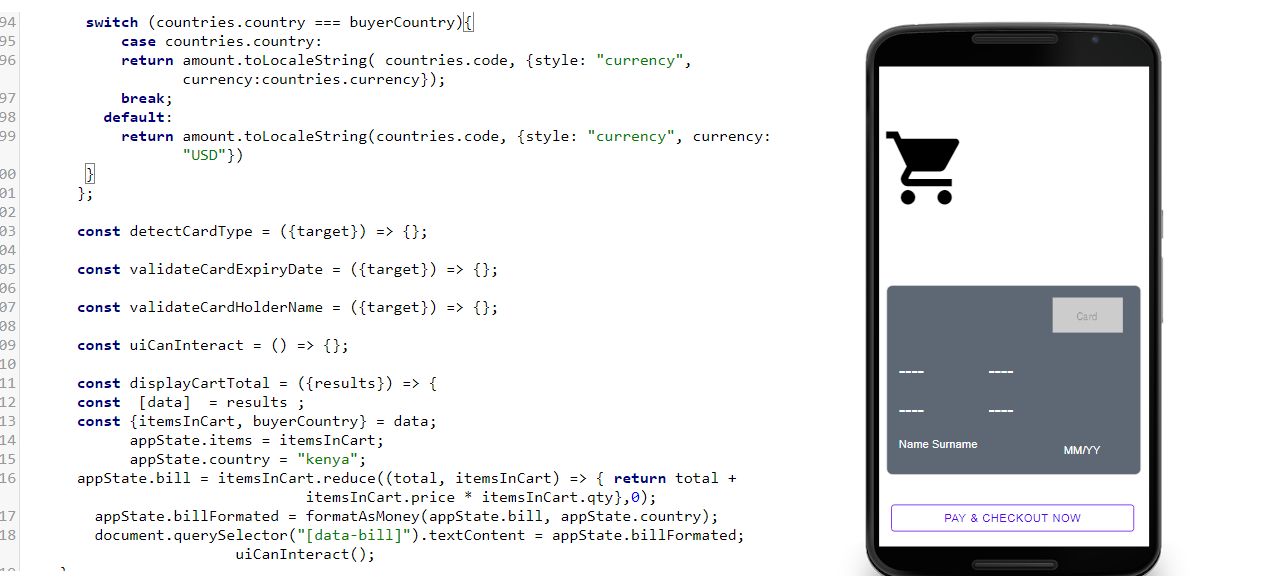 94 switch (countries.country === buyerCountry){
95 case countries.country:
96 return amount.toLocaleString( countries.code, {style: "currency",
currency:countries.currency});
97 break;
98 default:
99 return amount.toLocaleString(countries.code, {style: "currency", currency:
"USD"})
00 }
01 };
02
03 const detectCardType = ({target}) => {};
04
05 const validateCardExpiryDate = ({target}) => {};
06
07 const validateCardHolderName = ({target}) => {};
08
09 const uiCanInteract = () => {};
10
11 const displayCartTotal = ({results}) => {
12 const [data] = results ;
13 const {itemsInCart, buyerCountry} = data;
14 appState.items = itemsInCart;
15 appState.country = "kenya";
16 appState.bill = itemsInCart.reduce((total, itemsInCart) => { return total +
itemsInCart.price * itemsInCart.qty},0);
17 appState.billFormated = formatAsMoney(appState.bill, appState.country);
18 document.querySelector("[data-bill]").textContent = appState.billFormated;
uiCanInteract();
Card
---- ----
---- ----
Name Surname
MM/YY
PAY & CHECKOUT NOW